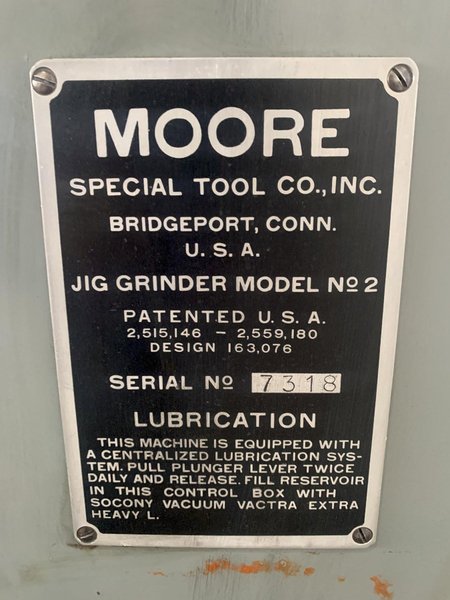 MOORE
SPECIAL TOOL CO., INC.
BRIDGEPORT, CONN.
U. S. A.
JIG GRINDER MODEL Nº 2
PATENTED U. S. A.
2,515,146 – 2,559,180
DESIGN 163,076
SERIAL Nº 7318
LUBRICATION
THIS MACHINE IS EQUIPPED WITH
A CENTRALIZED LUBRICATION SYS-
TEM. PULL PLUNGER LEVER TWICE
DAILY AND RELEASE. FILL RESERVOIR
IN THIS CONTROL BOX WITH
SOCONY VACUUM VACTRA EXTRA
HEAVY L.